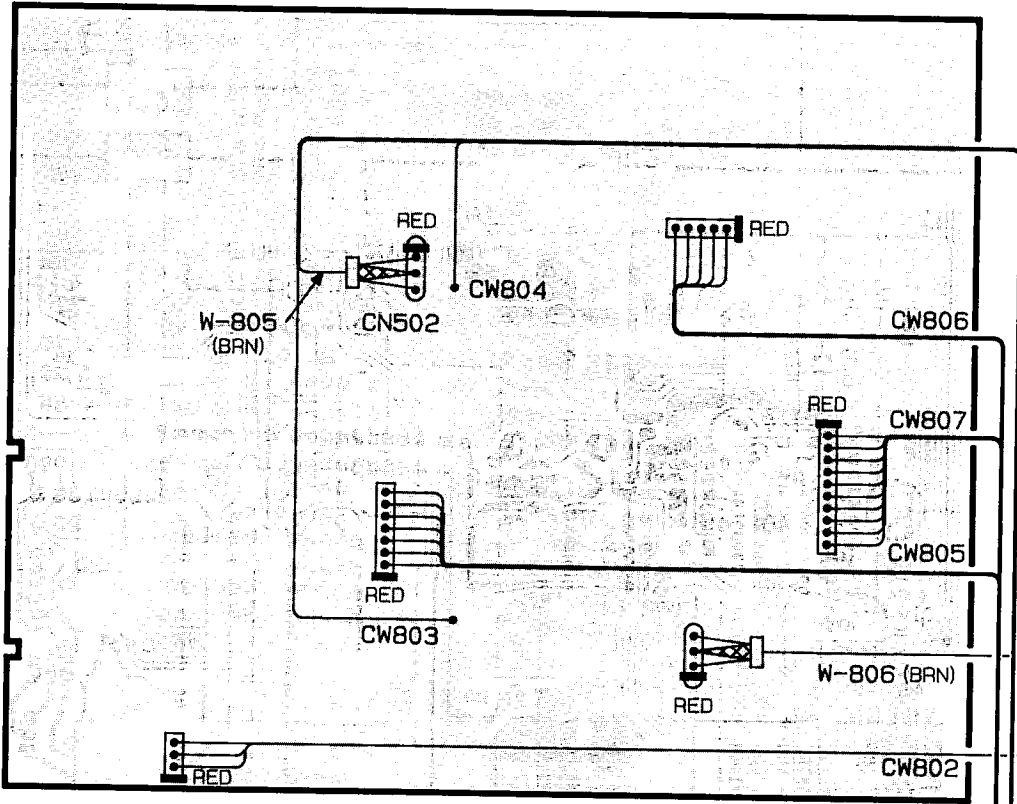 RED
RED
CW804
W-805
(BRN)
CN502
CW806
RED
CW807
CW805
RED
CW803
W-806 (BRN)
RED
CW802
RED